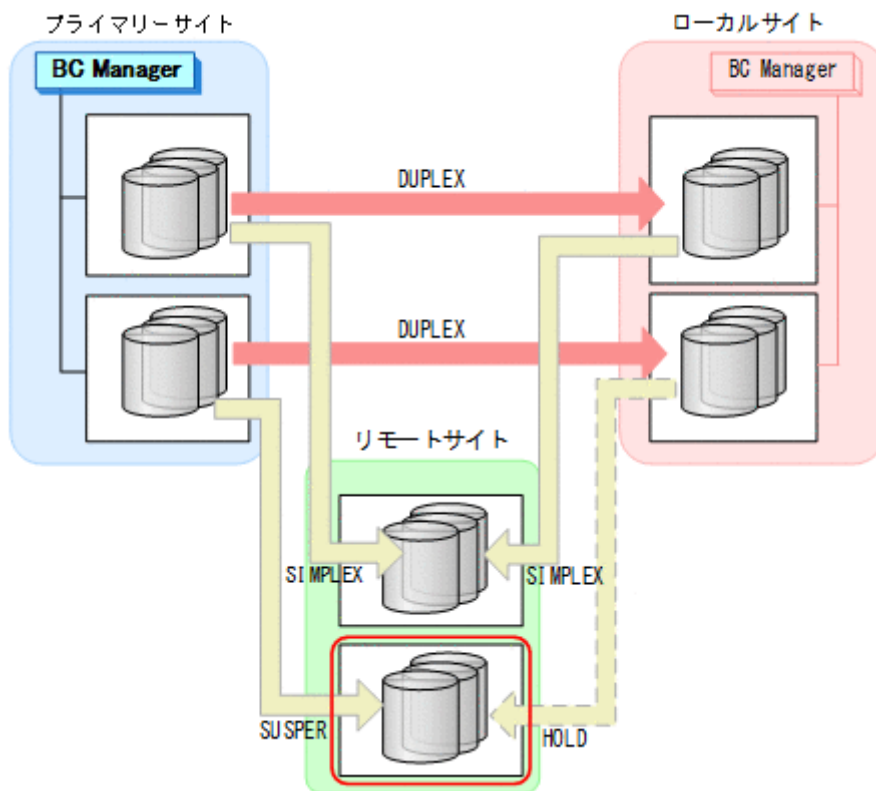 プライマリーサイト
ローカルサイト
BC Manager
BC Manager
DUPLEX
DUPLEX
リモートサイト
SIMPLEX
SIMPLEX
SUSPER
HOLD